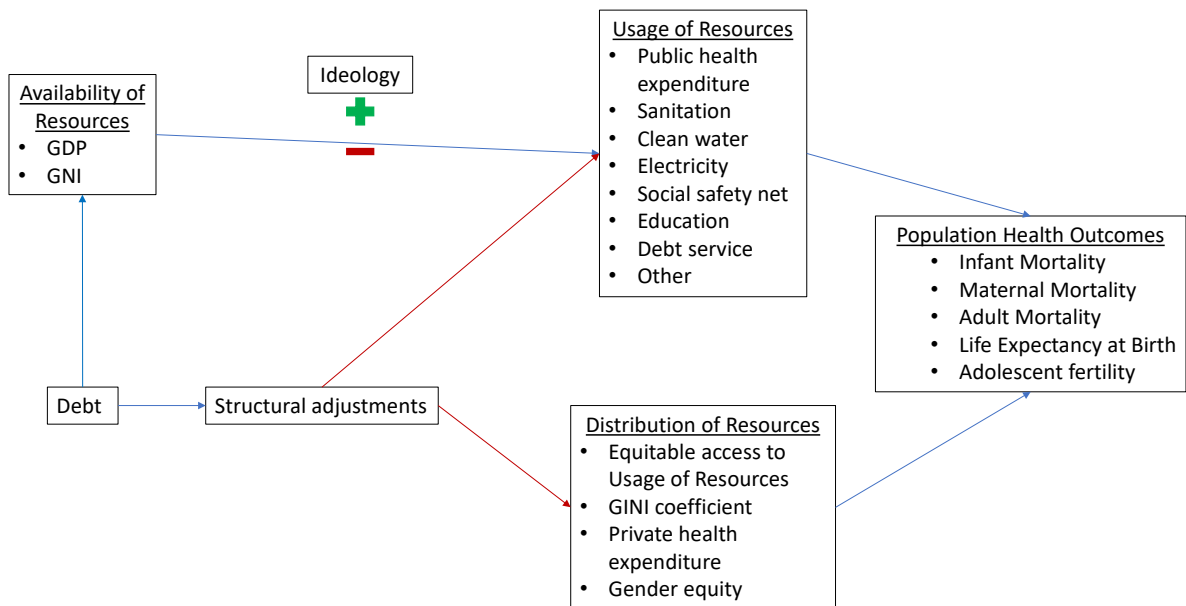 Usage of Resources
• Public health
expenditure
• Sanitation
• Clean water
• Electricity
• Social safety net
• Education
• Debt service
• Other
Ideology
Availability of
Resources
• GDP
• GNI
Population Health Outcomes
• Infant Mortality
• Maternal Mortality
• Adult Mortality
• Life Expectancy at Birth
• Adolescent fertility
Debt
Structural adjustments
Distribution of Resources
• Equitable access to
Usage of Resources
• GINI coefficient
• Private health
expenditure
• Gender equity